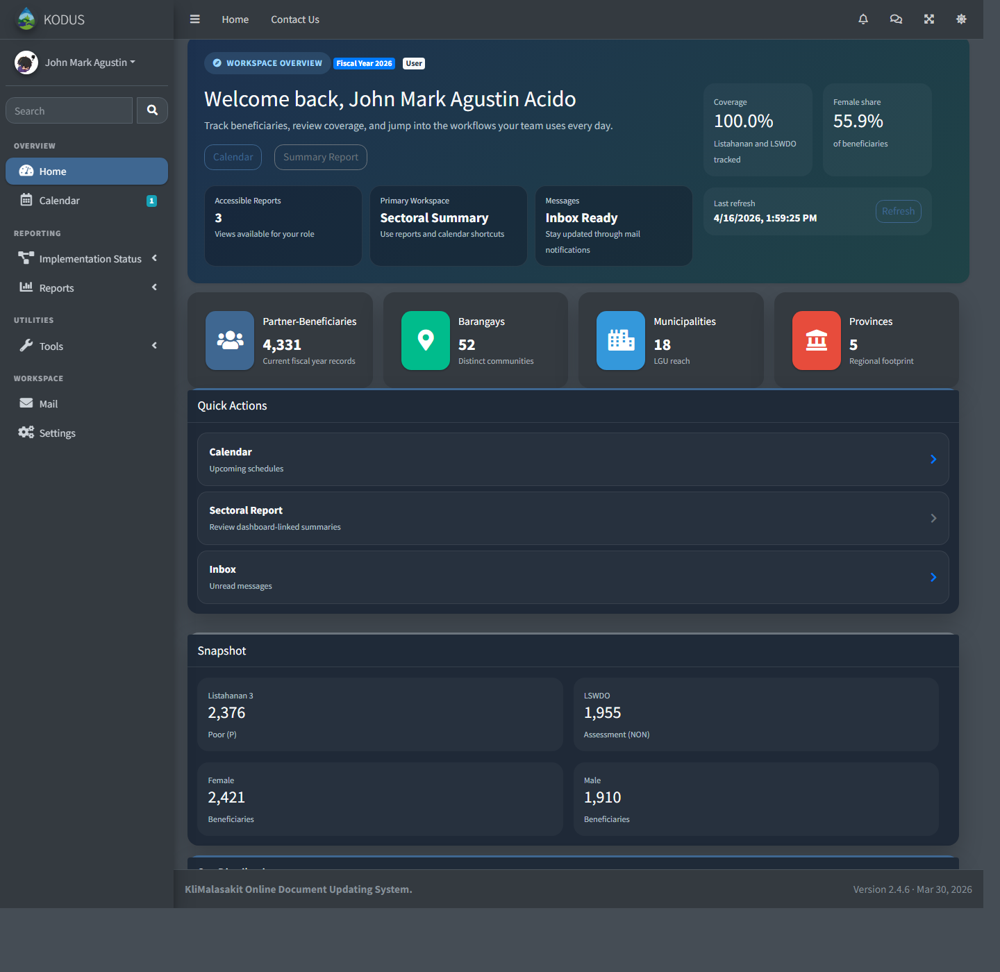 KODUS
Home
Contact Us
John Mark Agustin
Search
OVERVIEW
Home
Calendar
1
REPORTING
Implementation Status
Reports
UTILITIES
Tools
WORKSPACE
Mail
Settings
WORKSPACE OVERVIEW
Fiscal Year 2026
User
Welcome back, John Mark Agustin Acido
Track beneficiaries, review coverage, and jump into the workflows your team uses every day.
Calendar
Summary Report
Accessible Reports
3
Views available for your role
Primary Workspace
Sectoral Summary
Use reports and calendar shortcuts
Messages
Inbox Ready
Stay updated through mail
notifications
Coverage
100.0%
Listahanan and LSWDO
tracked
Female share
55.9%
of beneficiaries
Last refresh
4/16/2026, 1:59:25 PM
Refresh
Partner-Beneficiaries
4,331
Current fiscal year records
Barangays
52
Distinct communities
Municipalities
18
LGU reach
Provinces
5
Regional footprint
Quick Actions
Calendar
Upcoming schedules
Sectoral Report
Review dashboard-linked summaries
Inbox
Unread messages
Snapshot
Listahanan 3
2,376
Poor (P)
LSWDO
1,955
Assessment (NON)
Female
2,421
Beneficiaries
Male
1,910
Beneficiaries
KliMalasakit Online Document Updating System.
Version 2.4.6 · Mar 30, 2026